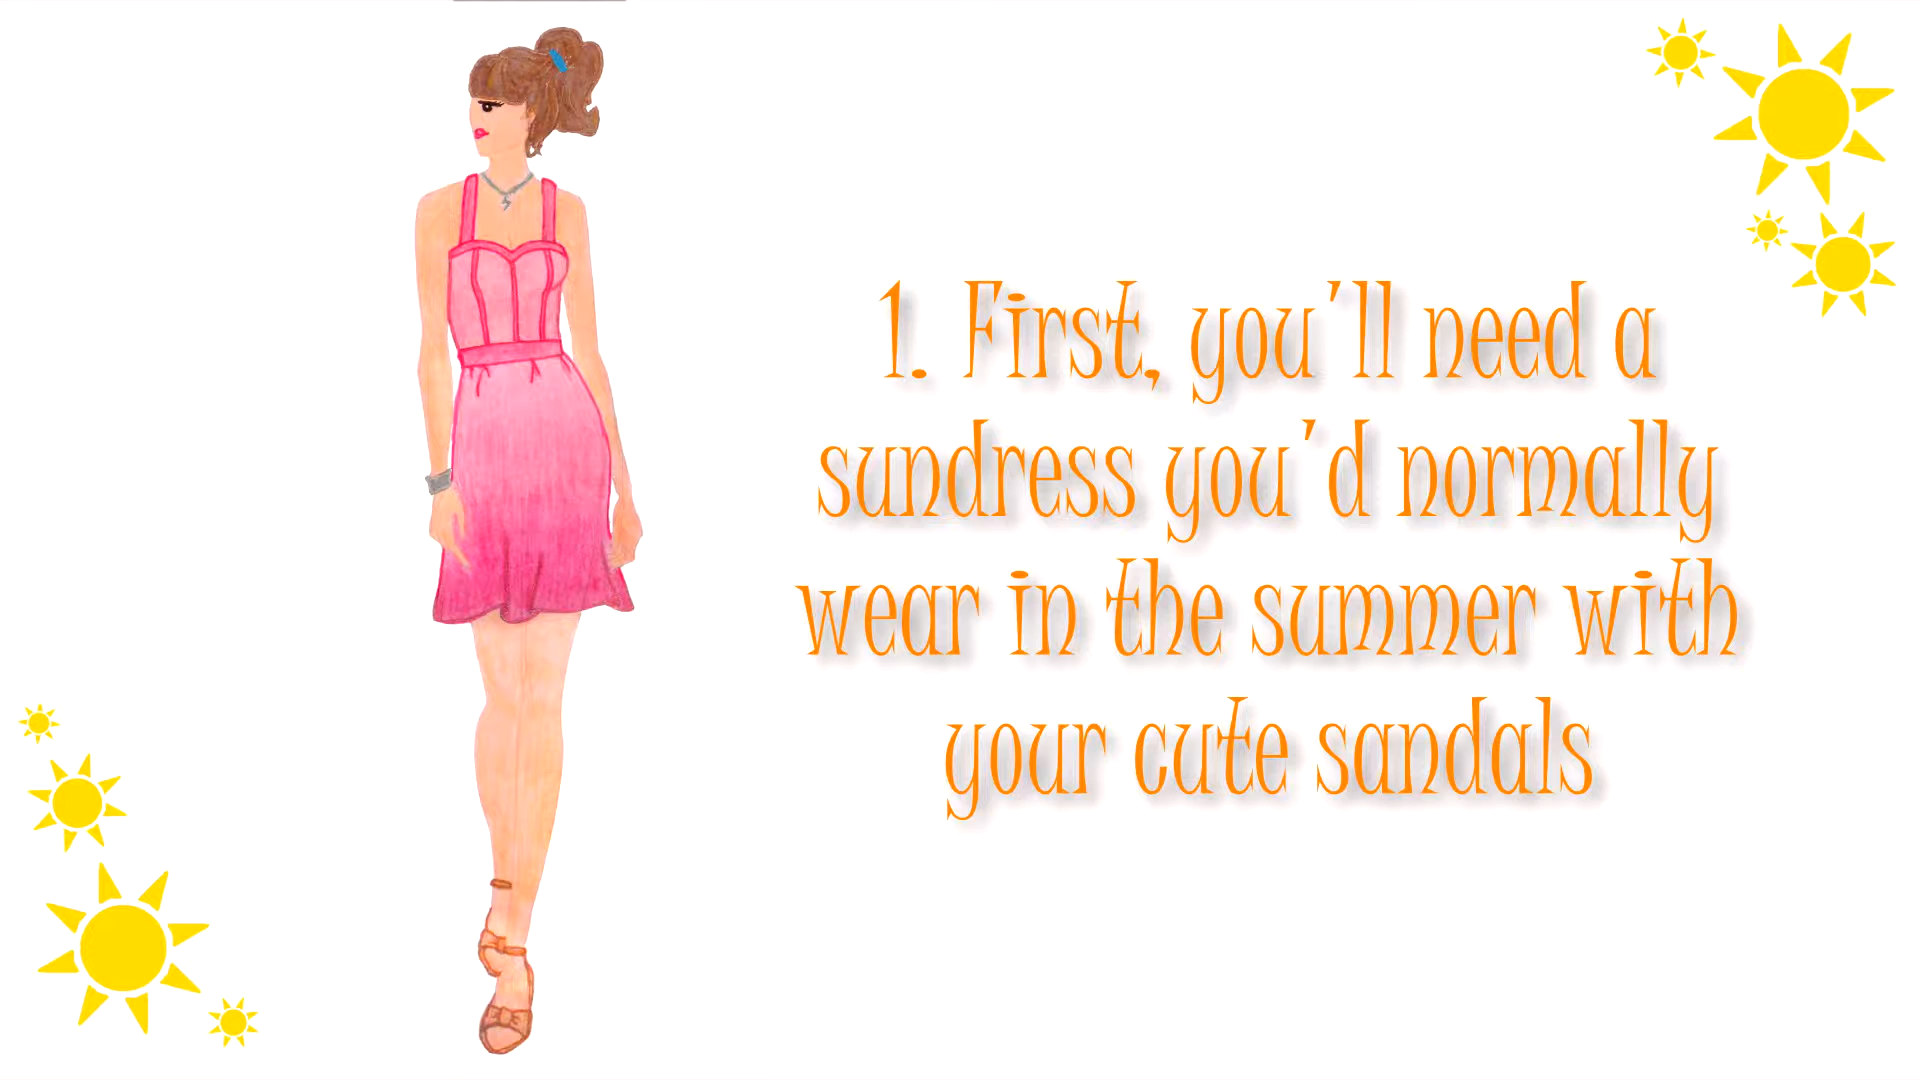 1. First, you'll need a
sundress you'd normally
wear in the summer with
your cute sandals